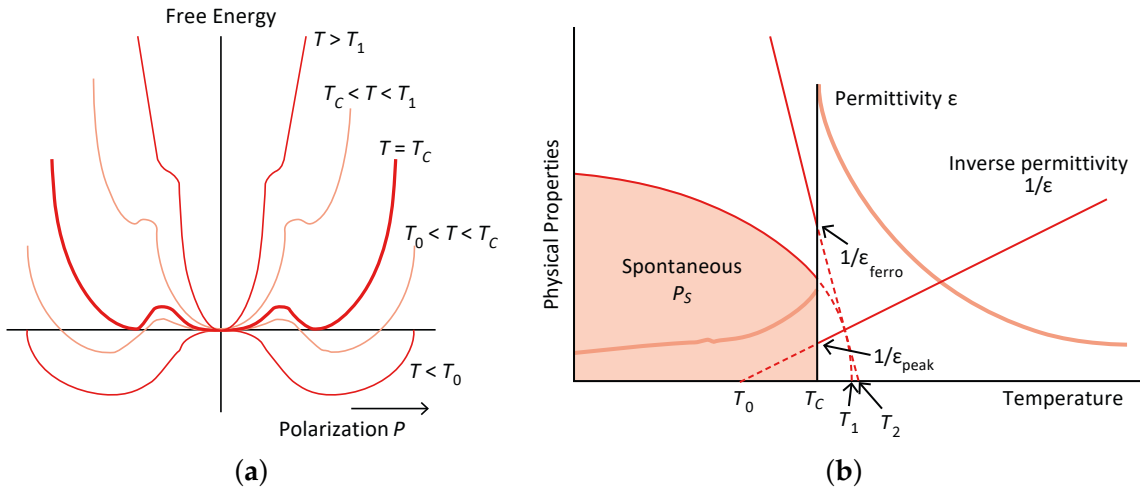 Free Energy
T > T1
TC < T < T1
T = TC
T0 < T < TC
T < T0
Polarization P
(a)
Physical Properties
Permittivity ε
Inverse permittivity
1/ε
Spontaneous
PS
1/εferro
1/εpeak
T0
TC
T1
T2
Temperature
(b)